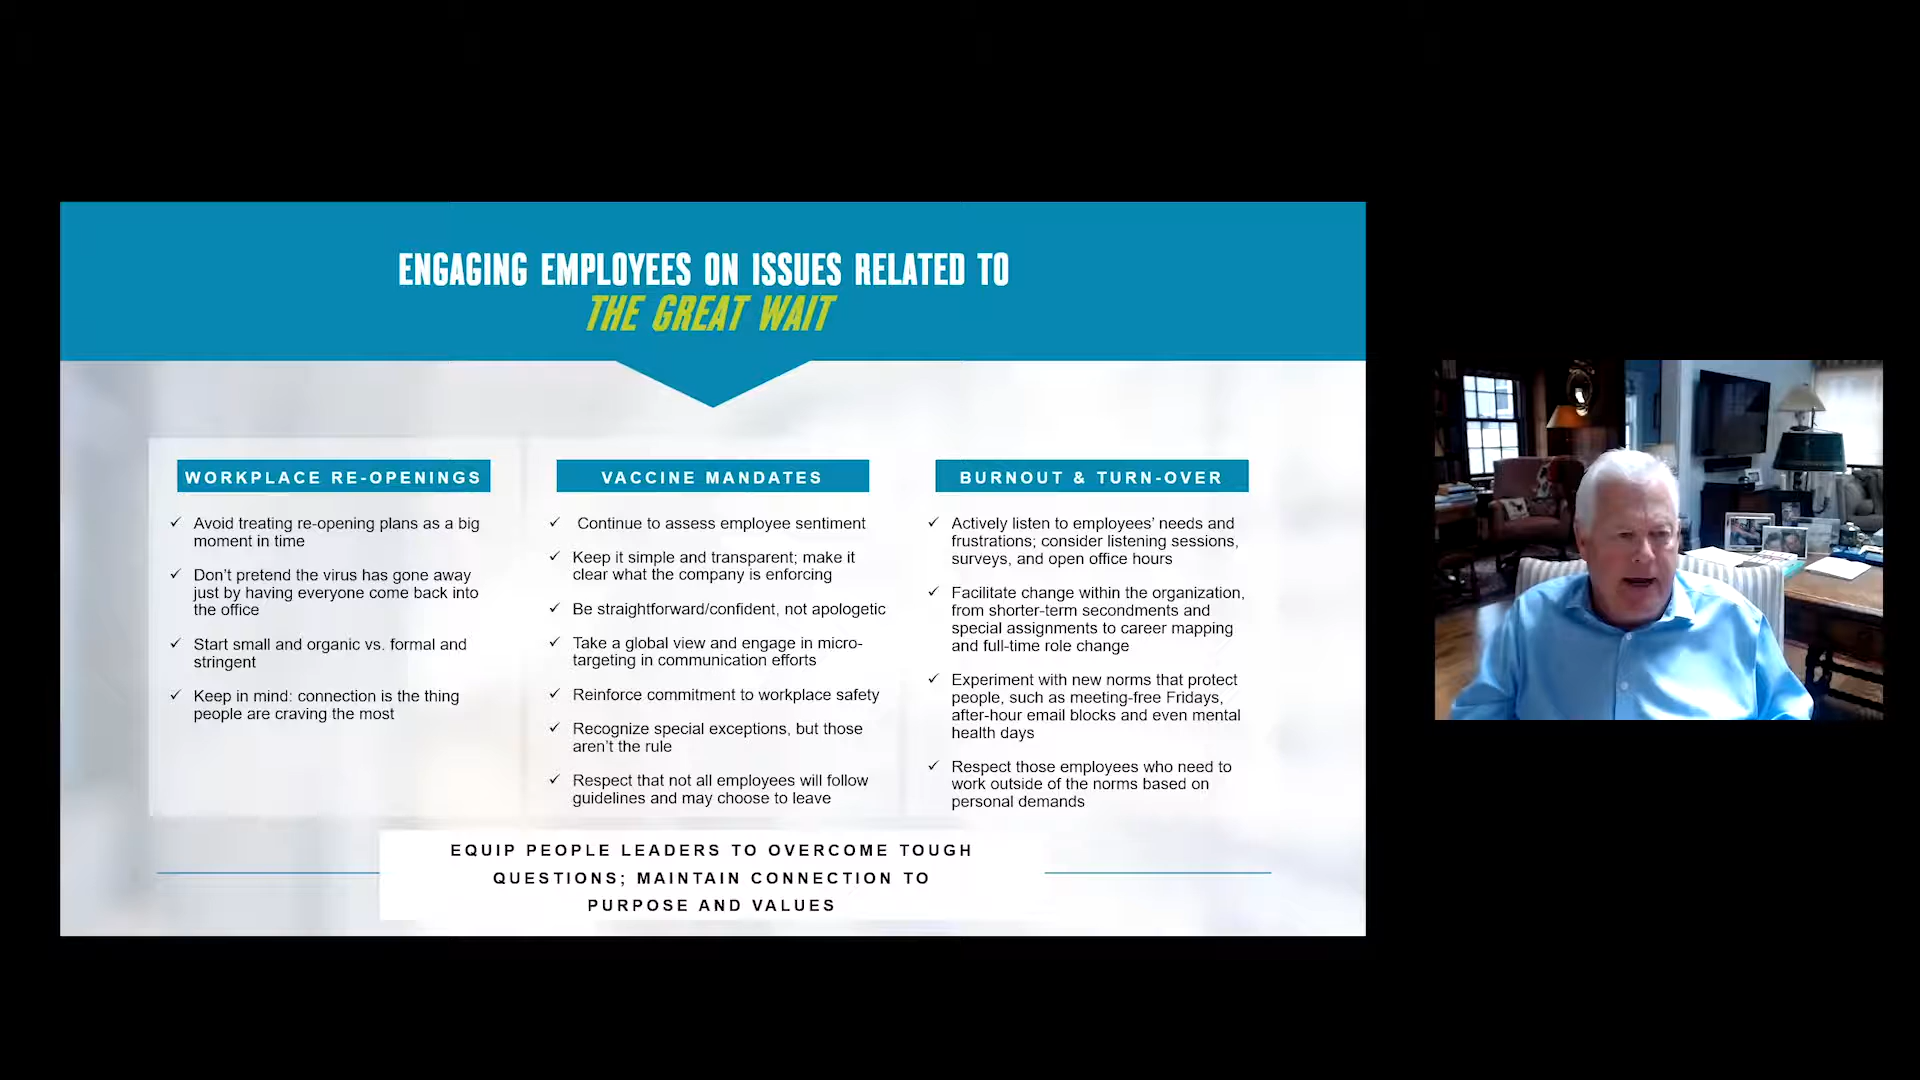 ENGAGING EMPLOYEES ON ISSUES RELATED TO
THE GREAT WAIT
WORKPLACE RE-OPENINGS
✓ Avoid treating re-opening plans as a big
moment in time
✓ Don't pretend the virus has gone away
just by having everyone come back into
the office
✓ Start small and organic vs. formal and
stringent
✓ Keep in mind: connection is the thing
people are craving the most
VACCINE MANDATES
✓ Continue to assess employee sentiment
✓ Keep it simple and transparent; make it
clear what the company is enforcing
✓ Be straightforward/confident, not apologetic
✓ Take a global view and engage in micro-
targeting in communication efforts
✓ Reinforce commitment to workplace safety
✓ Recognize special exceptions, but those
aren't the rule
✓ Respect that not all employees will follow
guidelines and may choose to leave
BURNOUT & TURN-OVER
✓ Actively listen to employees' needs and
frustrations; consider listening sessions,
surveys, and open office hours
✓ Facilitate change within the organization,
from shorter-term secondments and
special assignments to career mapping
and full-time role change
✓ Experiment with new norms that protect
people, such as meeting-free Fridays,
after-hour email blocks and even mental
health days
✓ Respect those employees who need to
work outside of the norms based on
personal demands
EQUIP PEOPLE LEADERS TO OVERCOME TOUGH
QUESTIONS; MAINTAIN CONNECTION TO
PURPOSE AND VALUES